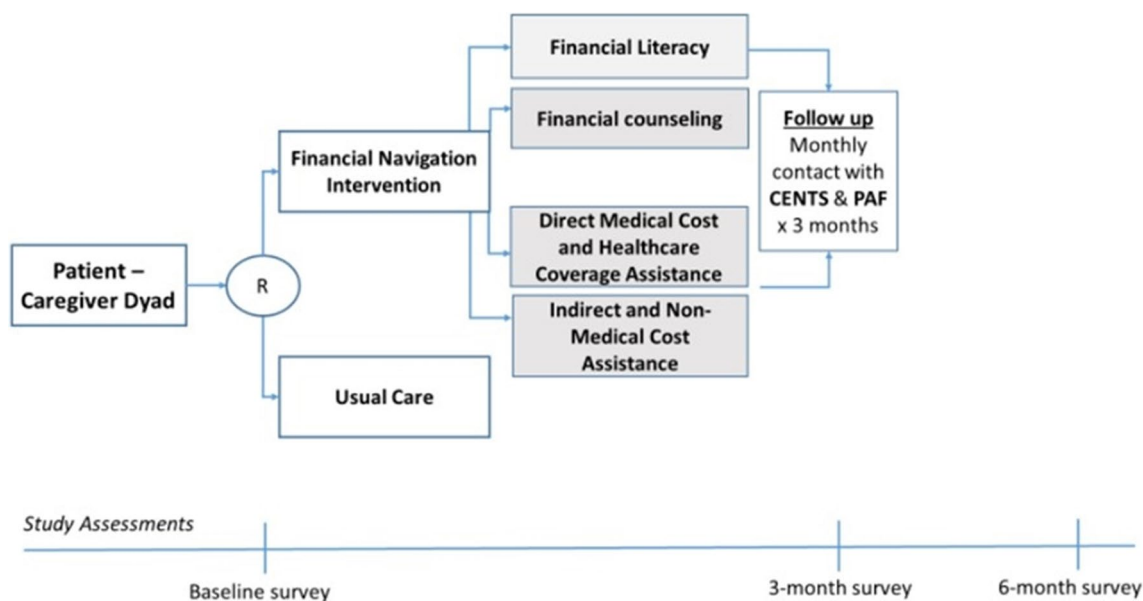 Financial Literacy
Financial counseling
Follow up
Monthly
contact with
CENTS & PAF
x 3 months
Financial Navigation
Intervention
Direct Medical Cost
and Healthcare
Coverage Assistance
Patient –
Caregiver Dyad
R
Indirect and Non-
Medical Cost
Assistance
Usual Care
Study Assessments
Baseline survey
3-month survey
6-month survey